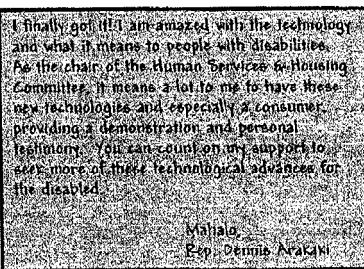 I finally got it! I am amazed with the technology
and what it means to people with disabilities.
As the chair of the Human Services & Housing
Committee, it means a lot to me to have these
new technologies and especially a consumer,
providing a demonstration and personal
testimony. You can count on my support to
seek more of these technological advances for
the disabled.
Mahalo,
Rep. Dennis Arakaki